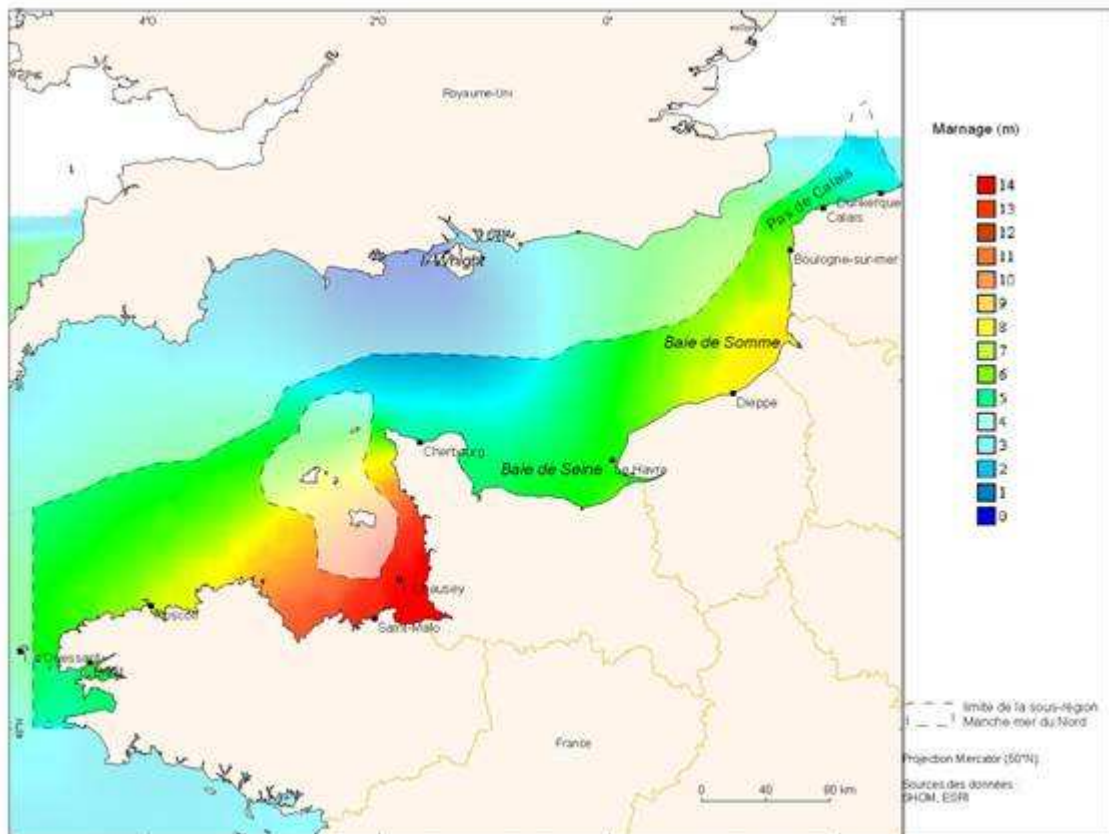 4°0
2°0
0°
2°E
Royaume-Uni
Marnage (m)
14
13
12
11
10
9
8
7
6
5
4
3
2
1
0
Pas de Calais
Dunkerque
Calais
Boulogne-sur-mer
I. Whight
Baie de Somme
Dieppe
Cherbourg
Baie de Seine
Le Havre
Chausey
Roscoff
Saint-Malo
d'Ouessant
France
0 40 80 km
limite de la sous-région
Manche mer du Nord
Projection Mercator (50°N)
Sources des données :
SHOM, ESRI